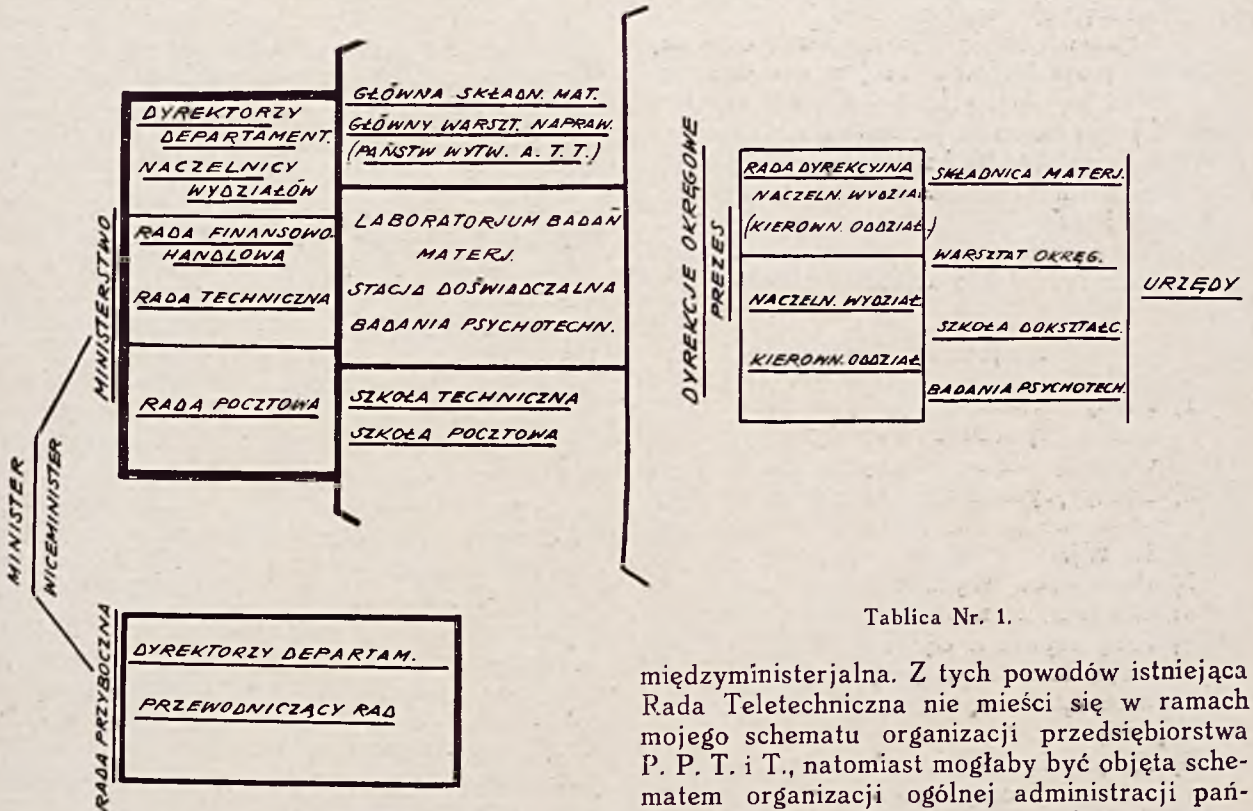 MINISTER
WICEMINISTER
MINISTERSTWO
DYREKTORZY
DEPARTAMENT.
NACZELNICY
WYDZIAŁÓW
RADA FINANSOWO-
HANDLOWA
RADA TECHNICZNA
RADA POCZTOWA
GŁÓWNA SKŁADN. MAT.
GŁÓWNY WARSZT. NAPRAW.
(PAŃSTW WYTW. A. T. T.)
LABORATORJUM BADAŃ
MATERJ.
STACJA DOŚWIADCZALNA
BADANIA PSYCHOTECHN.
SZKOŁA TECHNICZNA
SZKOŁA POCZTOWA
DYREKCJE OKRĘGOWE
PREZES
RADA DYREKCYJNA
NACZELN. WYDZIAŁ.
(KIEROWN. ODDZIAŁ.)
NACZELN. WYDZIAŁ.
KIEROWN. ODDZIAŁ.
SKŁADNICA MATERJ.
WARSZTAT OKRĘG.
SZKOŁA DOKSZTAŁC.
BADANIA PSYCHOTECH.
URZĘDY
RADA PRZYBOCZNA
DYREKTORZY DEPARTAM.
PRZEWODNICZĄCY RAD
Tablica Nr. 1.
międzyministerjalna. Z tych powodów istniejąca
Rada Teletechniczna nie mieści się w ramach
mojego schematu organizacji przedsiębiorstwa
P. P. T. i T., natomiast mogłaby być objęta sche-
matem organizacji ogólnej administracji pań-